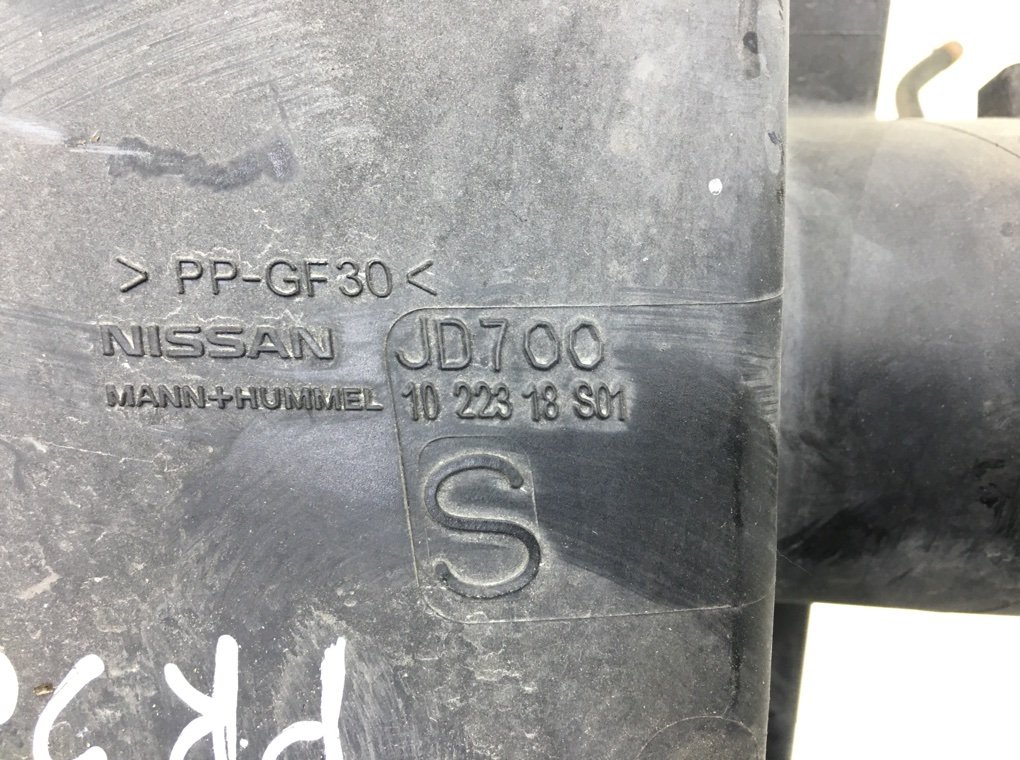 > PP-GF30 <
NISSAN JD700
MANN+HUMMEL 10 223 18 S01
S